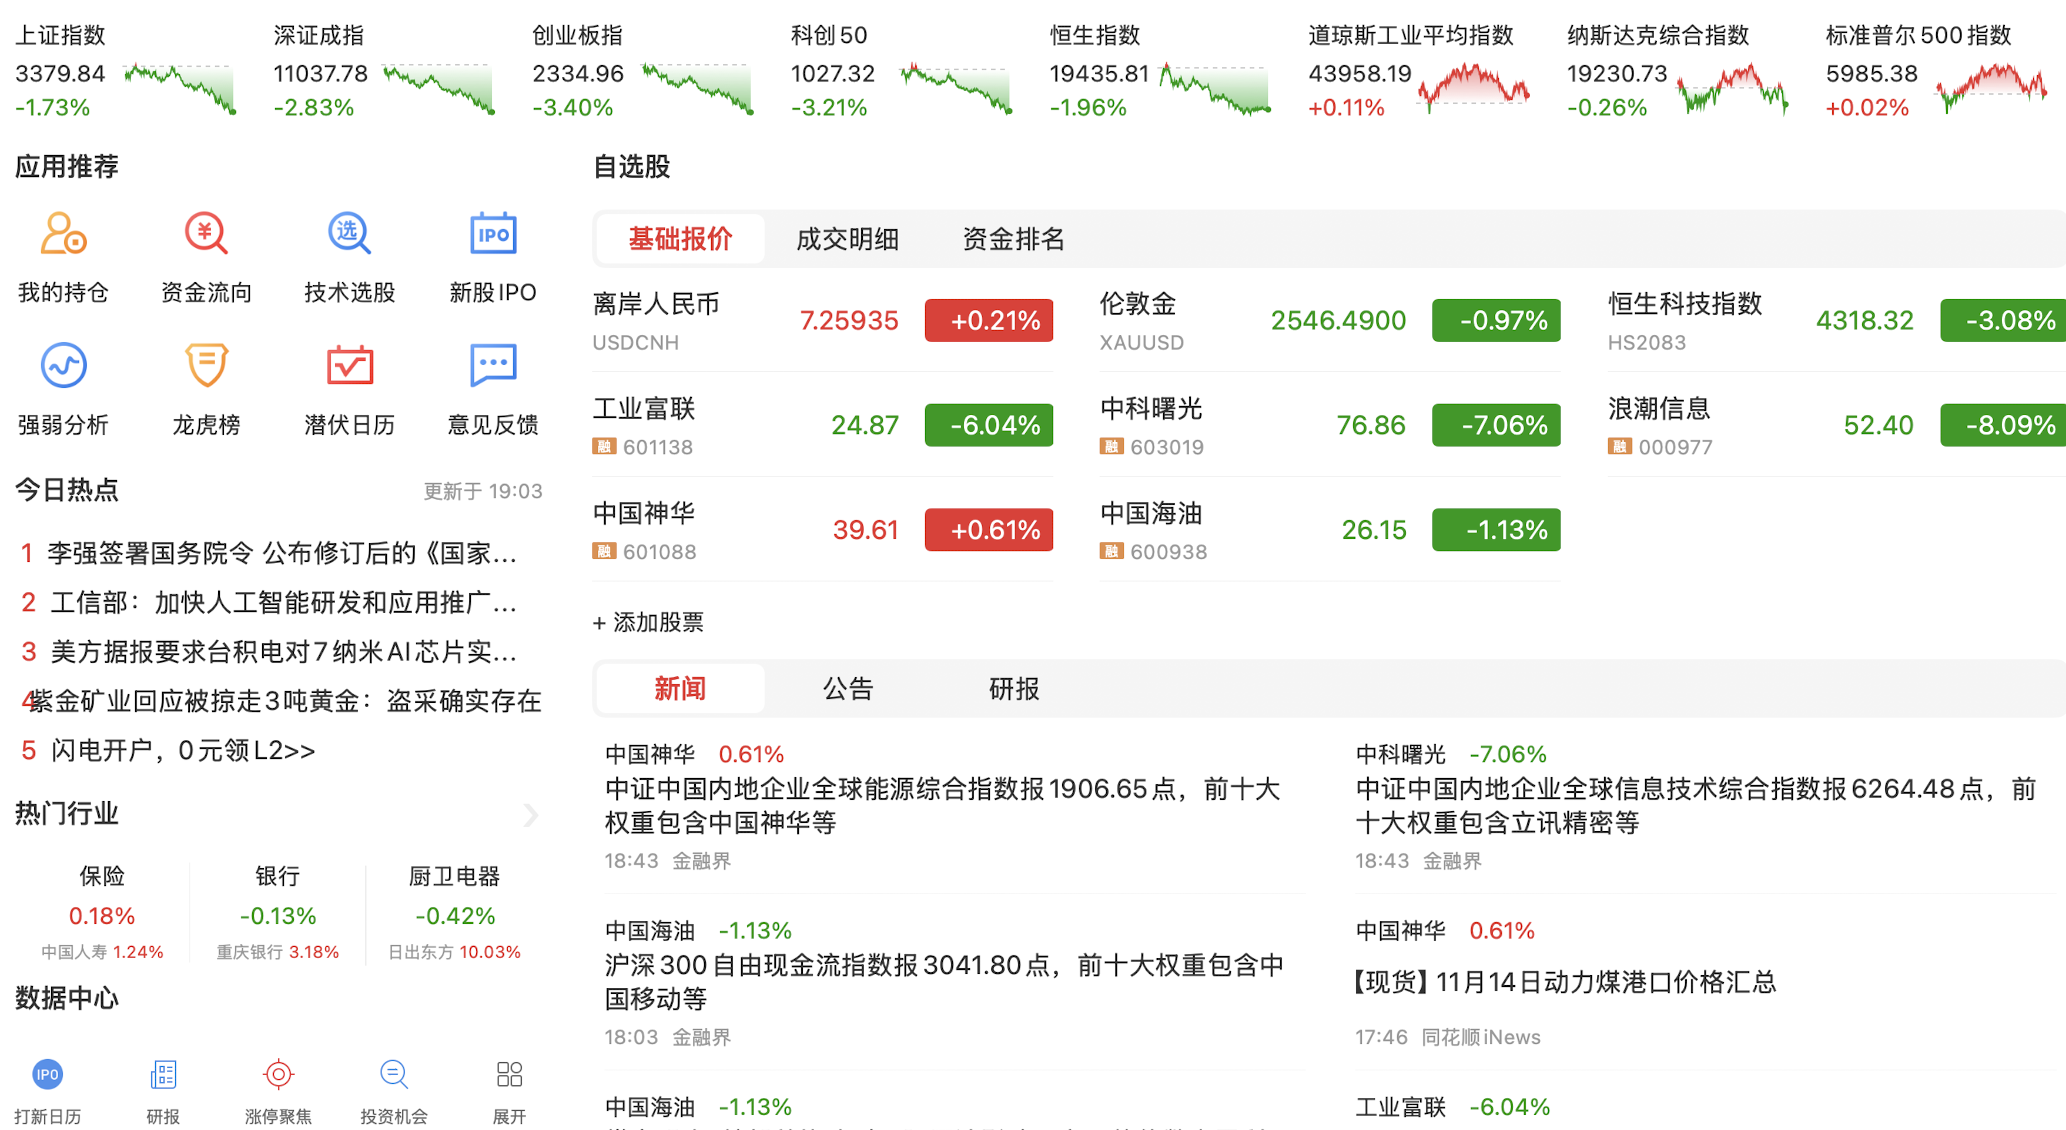 上证指数
3379.84
-1.73%
深证成指
11037.78
-2.83%
创业板指
2334.96
-3.40%
科创50
1027.32
-3.21%
恒生指数
19435.81
-1.96%
道琼斯工业平均指数
43958.19
+0.11%
纳斯达克综合指数
19230.73
-0.26%
标准普尔500指数
5985.38
+0.02%
应用推荐
我的持仓
¥
资金流向
选
技术选股
IPO
新股IPO
强弱分析
龙虎榜
潜伏日历
意见反馈
今日热点
更新于 19:03
1 李强签署国务院令 公布修订后的《国家...
2 工信部：加快人工智能研发和应用推广...
3 美方据报要求台积电对7纳米AI芯片实...
4 紫金矿业回应被掠走3吨黄金：盗采确实存在
5 闪电开户，0元领L2>>
热门行业
保险
0.18%
中国人寿 1.24%
银行
-0.13%
重庆银行 3.18%
厨卫电器
-0.42%
日出东方 10.03%
数据中心
IPO
打新日历
研报
涨停聚焦
投资机会
展开
自选股
基础报价 成交明细 资金排名
离岸人民币 7.25935 +0.21%
USDCNH
伦敦金 2546.4900 -0.97%
XAUUSD
恒生科技指数 4318.32 -3.08%
HS2083
工业富联 24.87 -6.04%
融 601138
中科曙光 76.86 -7.06%
融 603019
浪潮信息 52.40 -8.09%
融 000977
中国神华 39.61 +0.61%
融 601088
中国海油 26.15 -1.13%
融 600938
+ 添加股票
新闻 公告 研报
中国神华 0.61%
中证中国内地企业全球能源综合指数报1906.65点，前十大
权重包含中国神华等
18:43 金融界
中科曙光 -7.06%
中证中国内地企业全球信息技术综合指数报6264.48点，前
十大权重包含立讯精密等
18:43 金融界
中国海油 -1.13%
沪深300自由现金流指数报3041.80点，前十大权重包含中
国移动等
18:03 金融界
中国神华 0.61%
【现货】11月14日动力煤港口价格汇总
17:46 同花顺iNews
中国海油 -1.13%
工业富联 -6.04%